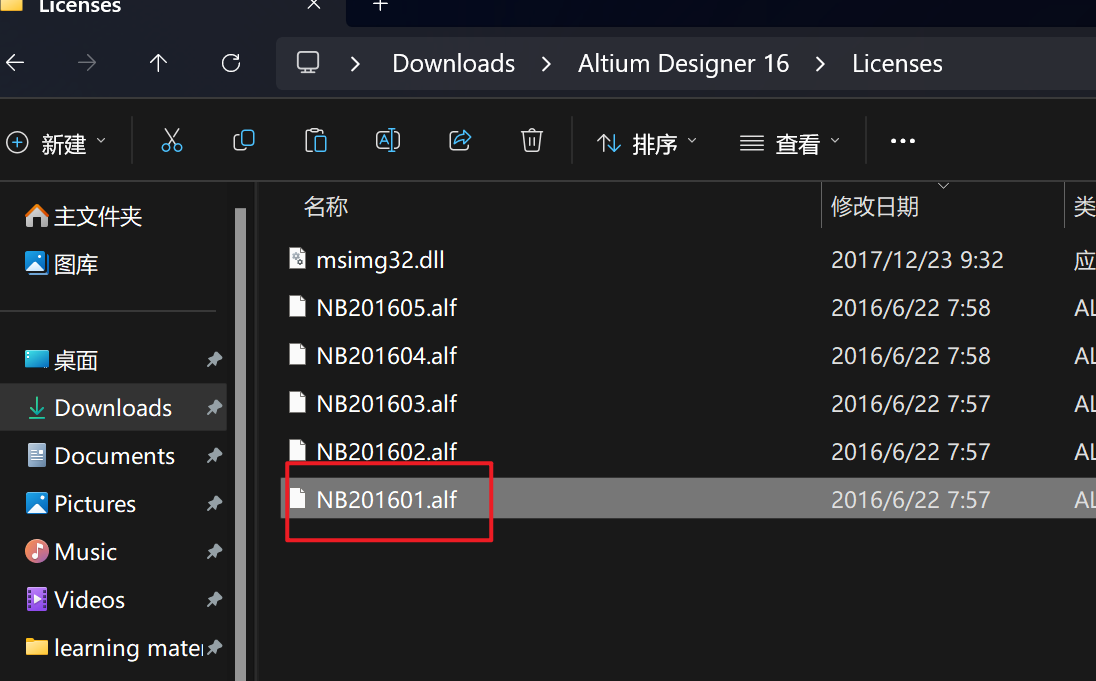 Licenses
Downloads > Altium Designer 16 > Licenses
新建 排序 查看 •••
名称 修改日期 类
主文件夹
图库
桌面
Downloads
Documents
Pictures
Music
Videos
learning mate
msimg32.dll 2017/12/23 9:32 应
NB201605.alf 2016/6/22 7:58 AL
NB201604.alf 2016/6/22 7:58 AL
NB201603.alf 2016/6/22 7:57 AL
NB201602.alf 2016/6/22 7:57 AL
NB201601.alf 2016/6/22 7:57 AL